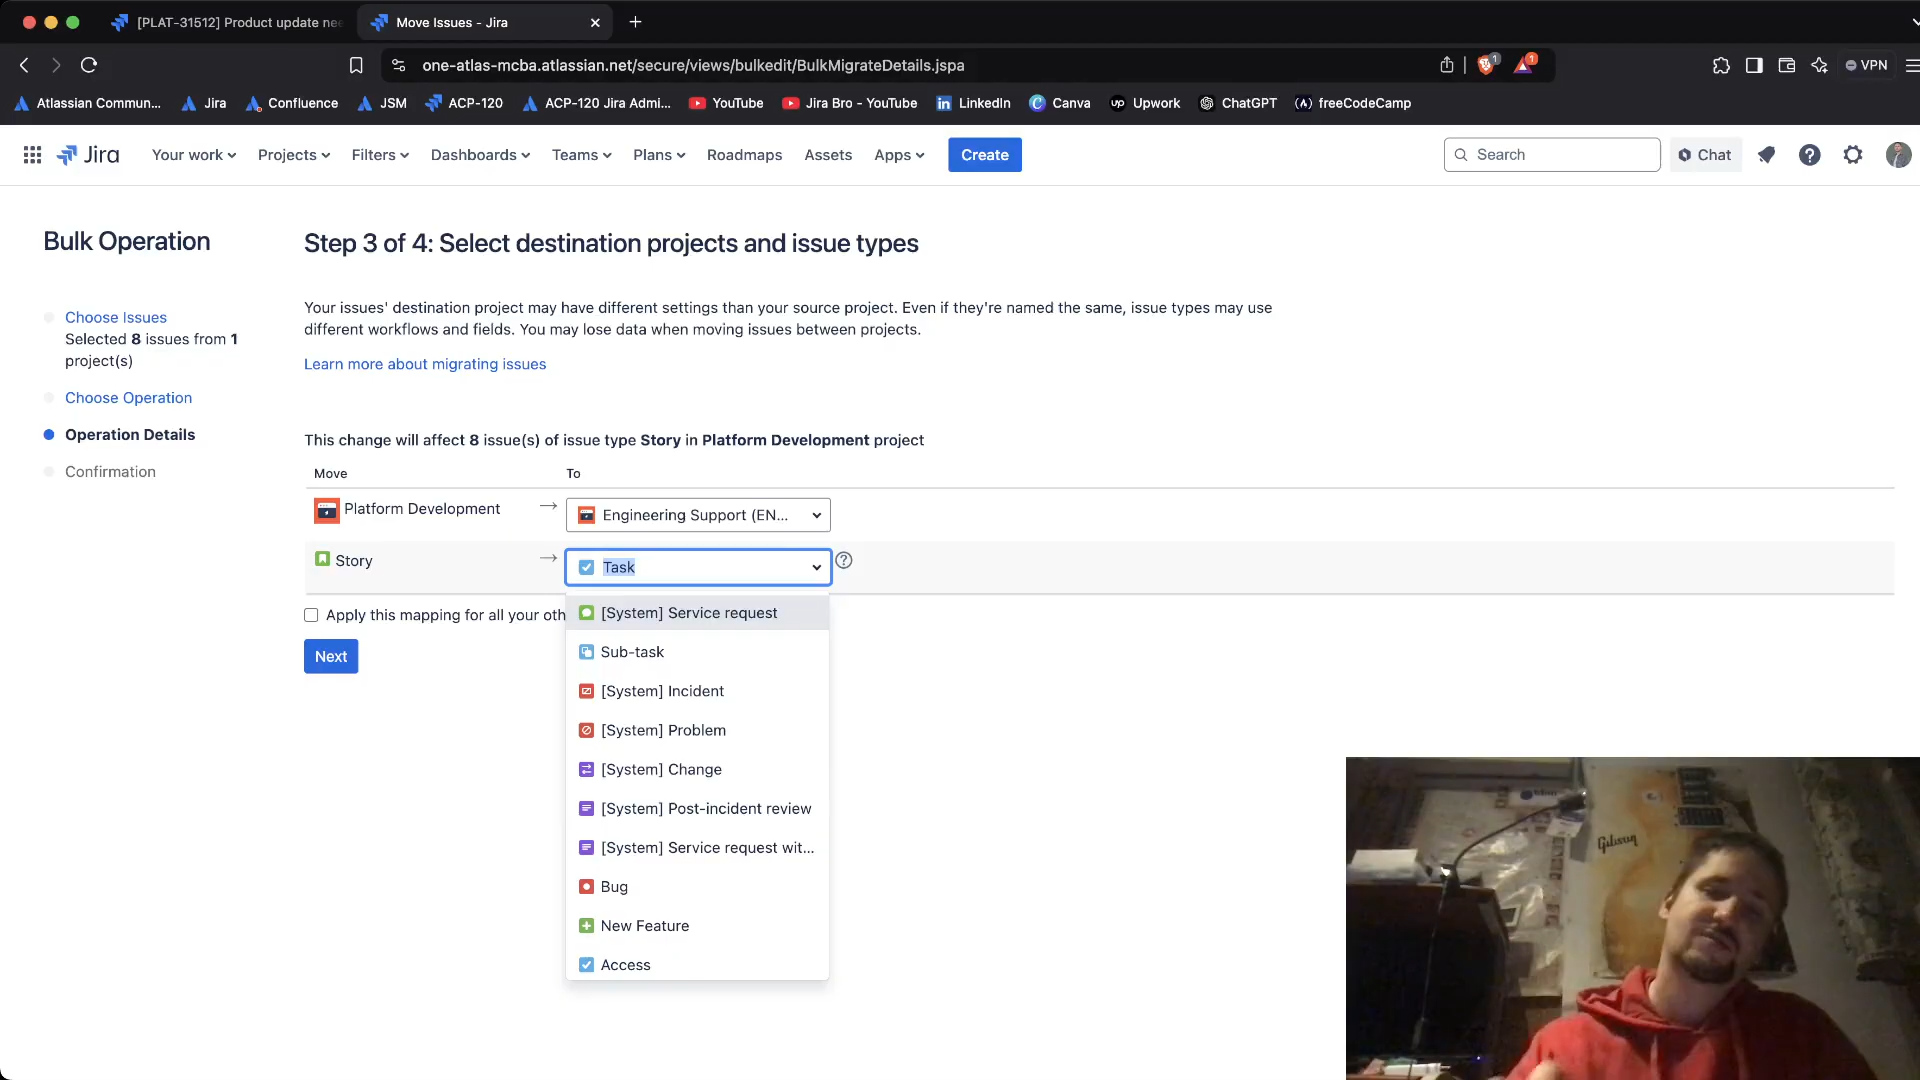 [PLAT-31512] Product update nee
Move Issues - Jira
one-atlas-mcba.atlassian.net/secure/views/bulkedit/BulkMigrateDetails.jspa
1
1
VPN
Atlassian Commun...
Jira
Confluence
JSM
ACP-120
ACP-120 Jira Admi...
YouTube
Jira Bro - YouTube
LinkedIn
Canva
Upwork
ChatGPT
freeCodeCamp
Jira
Your work
Projects
Filters
Dashboards
Teams
Plans
Roadmaps
Assets
Apps
Create
Search
Chat
Bulk Operation
Choose Issues
Selected 8 issues from 1
project(s)
Choose Operation
Operation Details
Confirmation
Step 3 of 4: Select destination projects and issue types
Your issues' destination project may have different settings than your source project. Even if they're named the same, issue types may use
different workflows and fields. You may lose data when moving issues between projects.
Learn more about migrating issues
This change will affect 8 issue(s) of issue type Story in Platform Development project
Move
To
Platform Development
Engineering Support (EN...
Story
Task
Apply this mapping for all your oth
Next
[System] Service request
Sub-task
[System] Incident
[System] Problem
[System] Change
[System] Post-incident review
[System] Service request wit...
Bug
New Feature
Access
Gibson